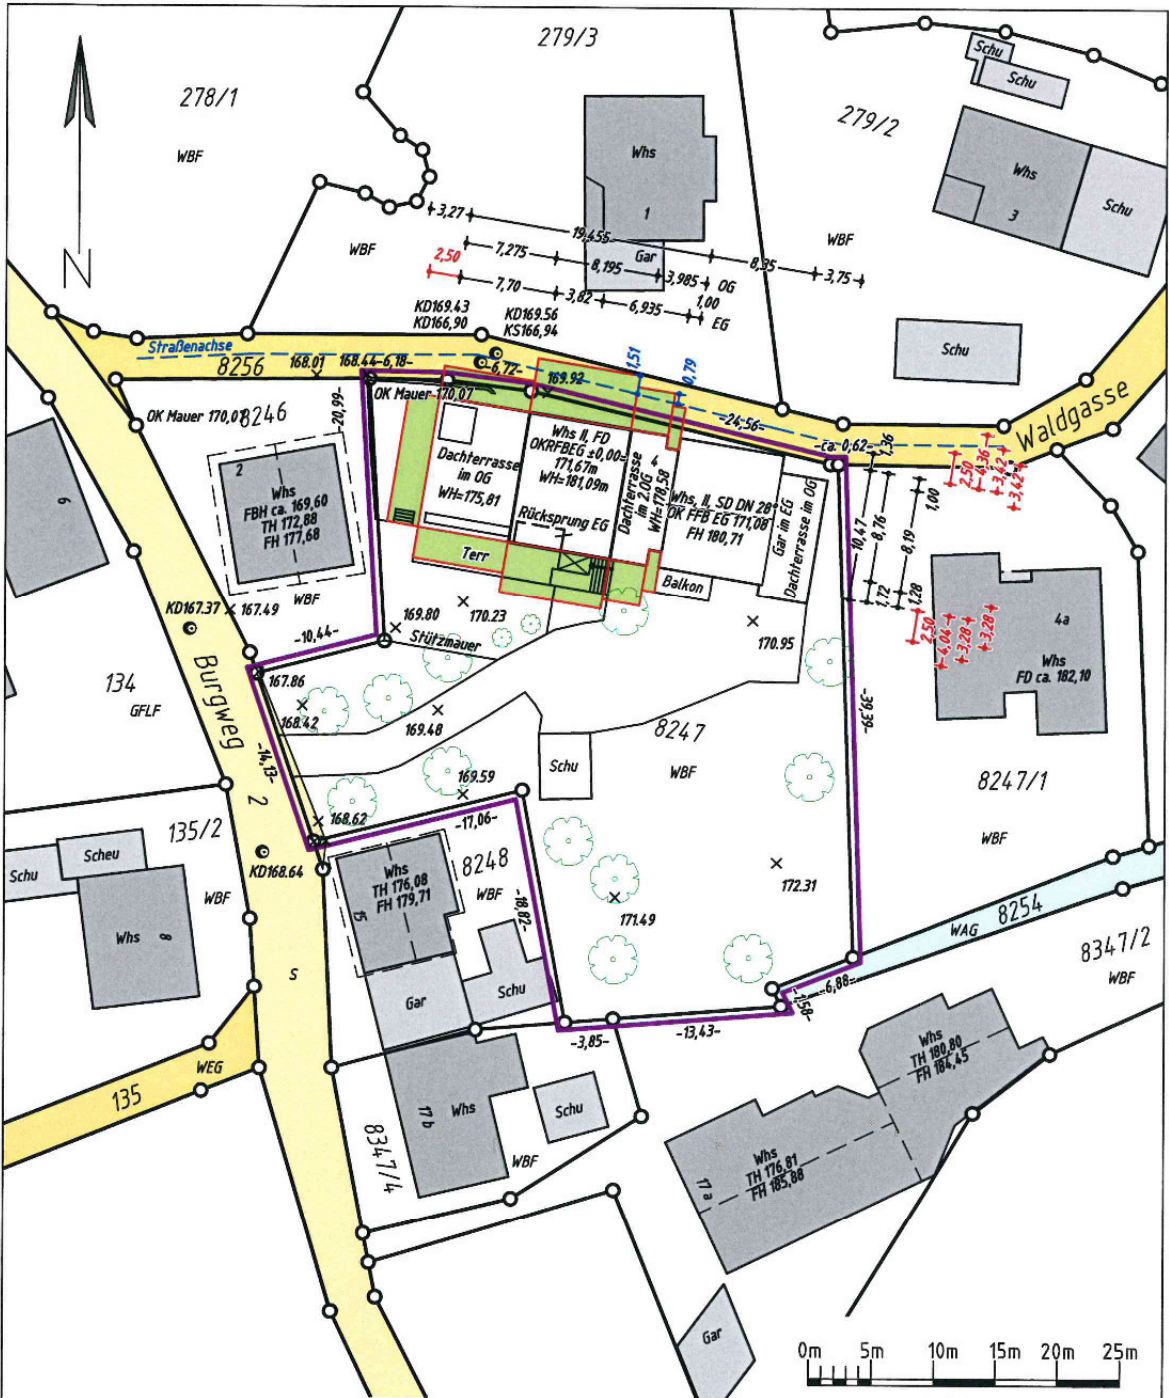 279/3
278/1
WBF
279/2
Schu
Schu
Whs
3
Schu
Whs
1
Gar
WBF
WBF
3,27
19,455
8,35
3,75
7,275
8,195
3,985
OG
2,50
7,70
3,82
6,935
1,00
EG
N
KD169.43
KD166,90
KD169.56
KS166,94
Schu
Straßenachse
8256
168.01
168.44
-6,18-
-6,72-
1,51
0,79
169.92
OK Mauer 170,07
OK Mauer 170,07
8246
-20,99-
-24,56-
-ca. 0,62-
1,36
Waldgasse
2,50
4,36
3,42
3,42
6
2
Whs
FBH ca. 169,60
TH 172,88
FH 177,68
WBF
Dachterrasse
im OG
WH=175,81
Whs II, FD
OKRFBEG ±0,00=
171,67m
WH=181,09m
Rücksprung EG
4
Dachterrasse
im 2.OG
WH=178,58
Whs, II, SD DN 28°
OK FFB EG 171,08
FH 180,71
Gar im EG
Dachterrasse im OG
10,47
8,76
8,19
1,00
1,72
1,28
2,50
4,04
3,28
3,28
Terr
Balkon
4a
Whs
FD ca. 182,10
KD167.37
167.49
169.80
170.23
170.95
Stützmauer
-10,44-
167.86
168.42
169.48
134
GFLF
Burgweg
2
-14,13-
8247
WBF
-39,39-
8247/1
WBF
Schu
169.59
168.62
-17,06-
135/2
WBF
Schu
Scheu
KD168.64
Whs
8
Whs
TH 176,08
FH 179,71
15
8248
WBF
-18,82-
172.31
171.49
8254
WAG
8347/2
WBF
S
Gar
Schu
-6,88-
-1,58-
-3,85-
-13,43-
WEG
135
Whs
TH 180,80
FH 184,45
17b
Whs
Schu
8347/4
WBF
17a
Whs
TH 176,81
FH 185,88
Gar
0m 5m 10m 15m 20m 25m